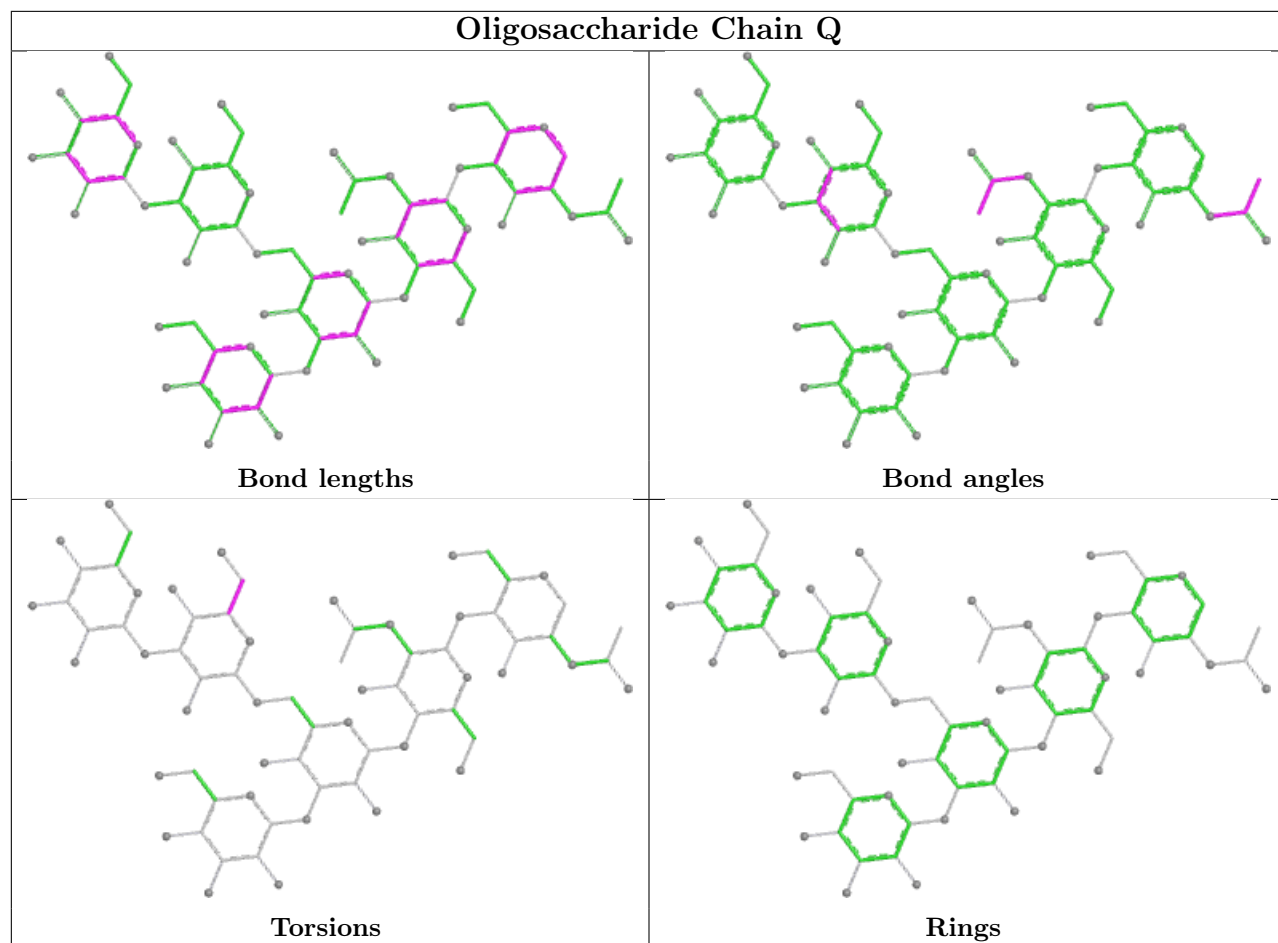 Oligosaccharide Chain Q
Bond lengths
Bond angles
Torsions
Rings